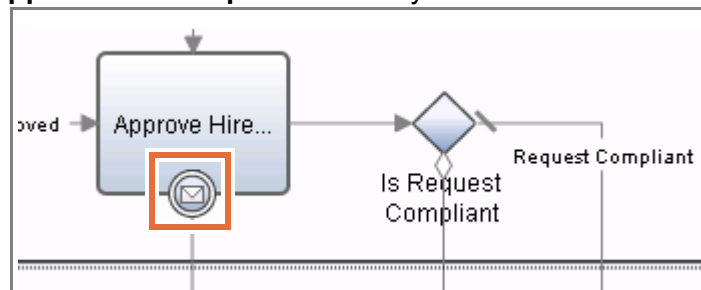 oved
Approve Hire...
Request Compliant
Is Request
Compliant